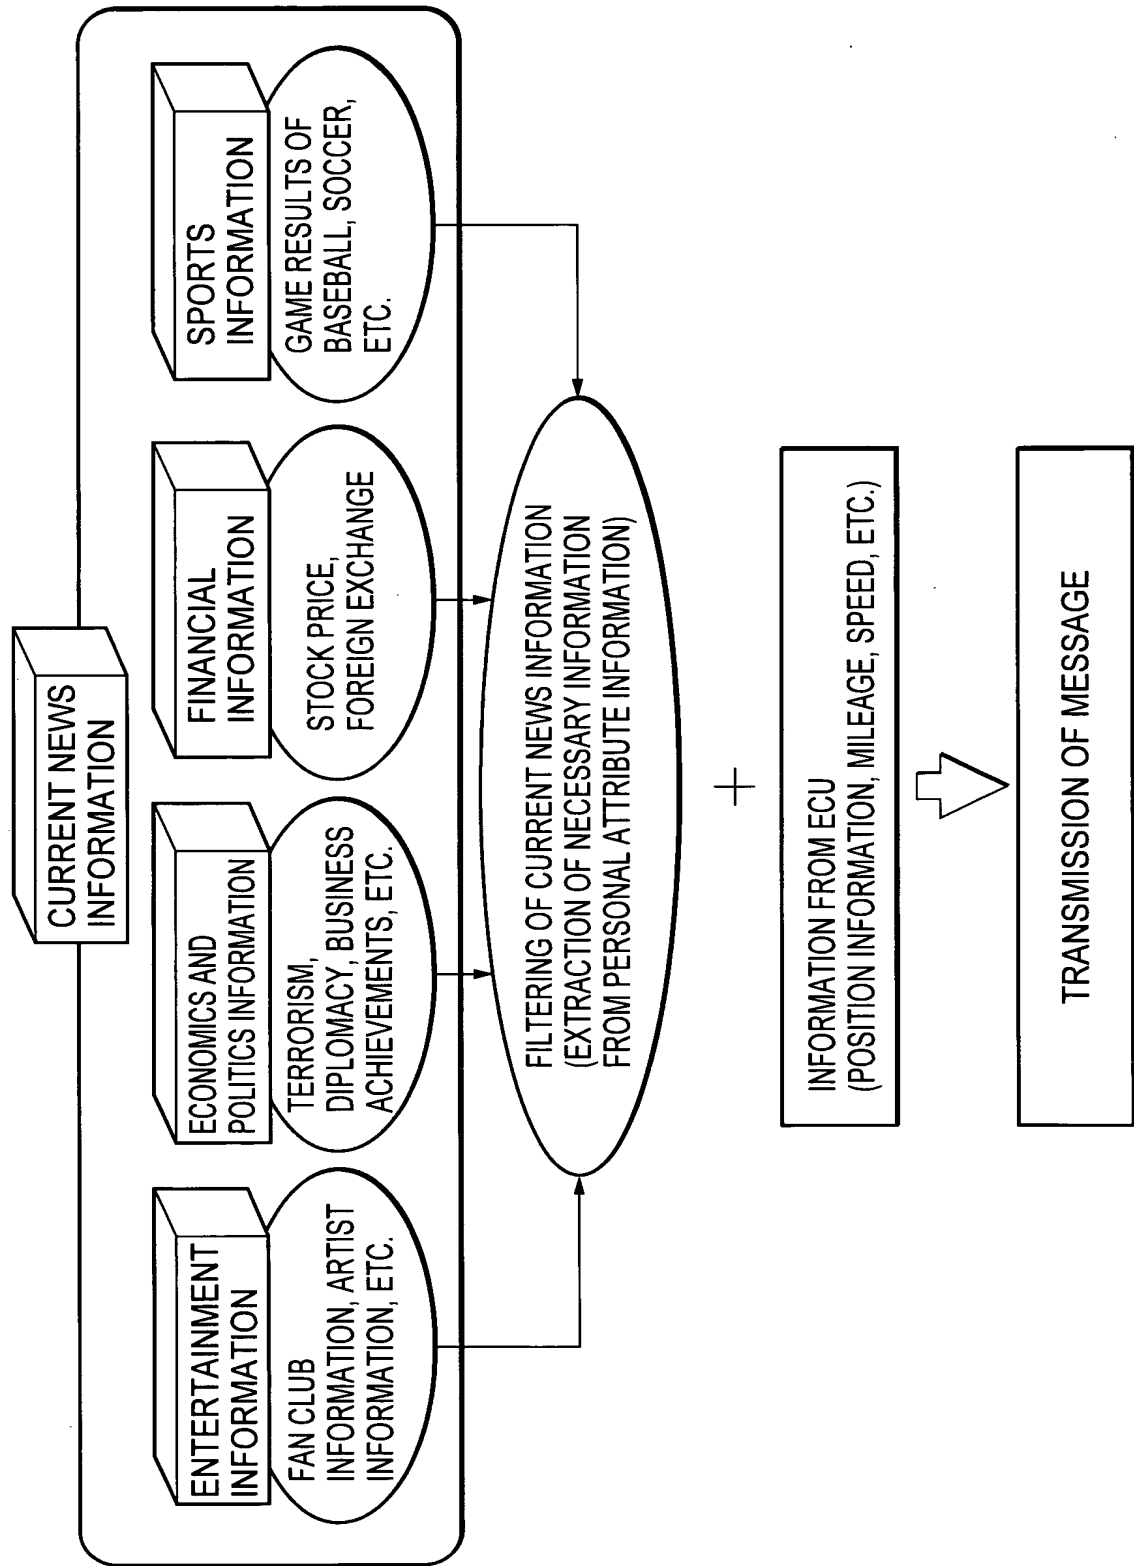 CURRENT NEWS
INFORMATION
ENTERTAINMENT
INFORMATION
FAN CLUB
INFORMATION, ARTIST
INFORMATION, ETC.
ECONOMICS AND
POLITICS INFORMATION
TERRORISM,
DIPLOMACY, BUSINESS
ACHIEVEMENTS, ETC.
FINANCIAL
INFORMATION
STOCK PRICE,
FOREIGN EXCHANGE
SPORTS
INFORMATION
GAME RESULTS OF
BASEBALL, SOCCER,
ETC.
FILTERING OF CURRENT NEWS INFORMATION
(EXTRACTION OF NECESSARY INFORMATION
FROM PERSONAL ATTRIBUTE INFORMATION)
+
INFORMATION FROM ECU
(POSITION INFORMATION, MILEAGE, SPEED, ETC.)
TRANSMISSION OF MESSAGE